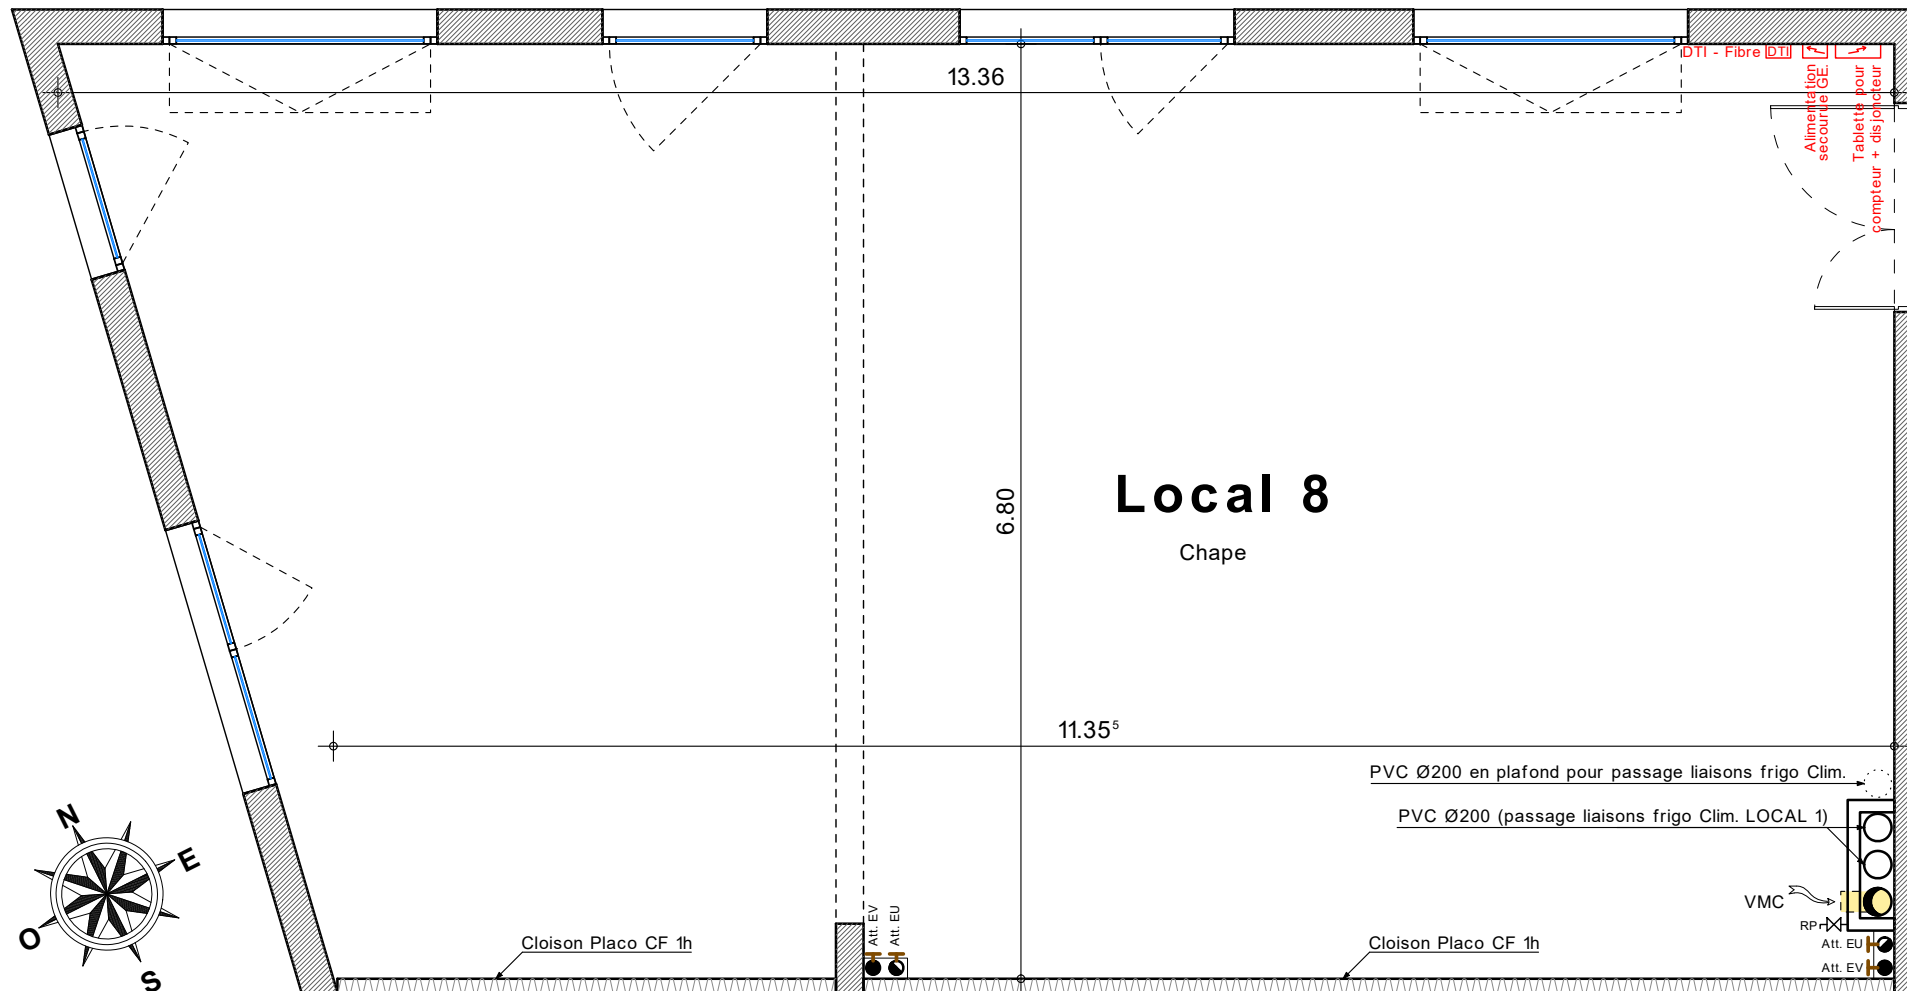 DTI - Fibre DTI
13.36
Alimentation
secourue GE.
Tablette pour
compteur + disjoncteur
Local 8
6.80
Chape
11.35⁵
PVC Ø200 en plafond pour passage liaisons frigo Clim.
PVC Ø200 (passage liaisons frigo Clim. LOCAL 1)
N
E
O
S
VMC
RP
Att. EV
Att. EU
Cloison Placo CF 1h
Cloison Placo CF 1h
Att. EU
Att. EV